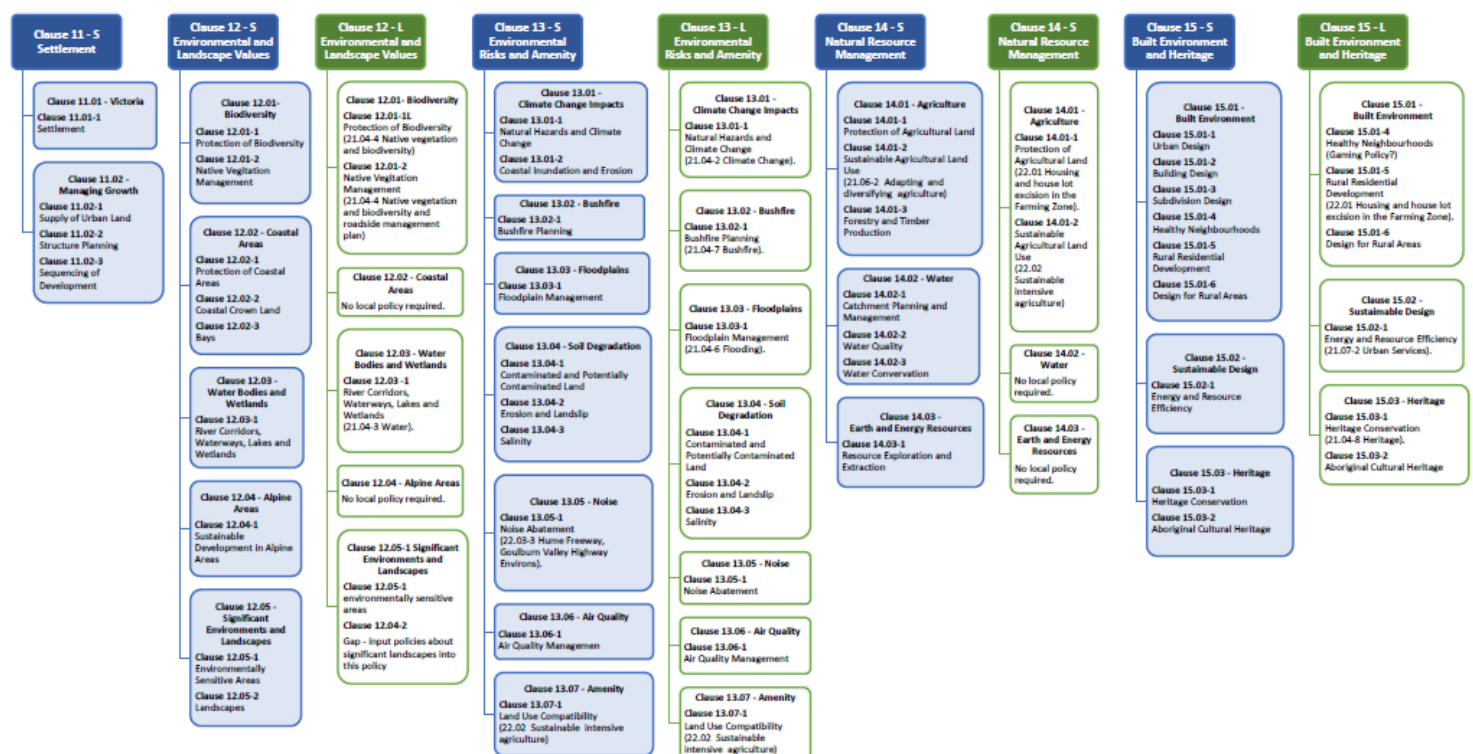 Clause 11 - S
Settlement
Clause 11.01 - Victoria
Clause 11.01-1
Settlement
Clause 11.02 -
Managing Growth
Clause 11.02-1
Supply of Urban Land
Clause 11.02-2
Structure Planning
Clause 11.02-3
Sequencing of
Development
Clause 12 - S
Environmental and
Landscape Values
Clause 12.01-
Biodiversity
Clause 12.01-1
Protection of Biodiversity
Clause 12.01-2
Native Vegitation
Management
Clause 12.02 - Coastal
Areas
Clause 12.02-1
Protection of Coastal
Areas
Clause 12.02-2
Coastal Crown Land
Clause 12.02-3
Bays
Clause 12.03 -
Water Bodies and
Wetlands
Clause 12.03-1
River Corridors,
Waterways, Lakes and
Wetlands
Clause 12.04 - Alpine
Areas
Clause 12.04-1
Sustainable
Development in Alpine
Areas
Clause 12.05 -
Significant
Environments and
Landscapes
Clause 12.05-1
Environmentally
Sensitive Areas
Clause 12.05-2
Landscapes
Clause 12 - L
Environmental and
Landscape Values
Clause 12.01- Biodiversity
Clause 12.01-1L
Protection of Biodiversity
(21.04-4 Native vegetation
and biodiversity)
Clause 12.01-2
Native Vegitation
Management
(21.04-4 Native vegetation
and biodiversity and
roadside management
plan)
Clause 12.02 - Coastal
Areas
No local policy required.
Clause 12.03 - Water
Bodies and Wetlands
Clause 12.03 -1
River Corridors,
Waterways, Lakes and
Wetlands
(21.04-3 Water).
Clause 12.04 - Alpine Areas
No local policy required.
Clause 12.05-1 Significant
Environments and
Landscapes
Clause 12.05-1
environmentally sensitive
areas
Clause 12.04-2
Gap - input policies about
significant landscapes into
this policy
Clause 13 - S
Environmental
Risks and Amenity
Clause 13.01 -
Climate Change Impacts
Clause 13.01-1
Natural Hazards and Climate
Change
Clause 13.01-2
Coastal Inundation and Erosion
Clause 13.02 - Bushfire
Clause 13.02-1
Bushfire Planning
Clause 13.03 - Floodplains
Clause 13.03-1
Floodplain Management
Clause 13.04 - Soil Degradation
Clause 13.04-1
Contaminated and Potentially
Contaminated Land
Clause 13.04-2
Erosion and Landslip
Clause 13.04-3
Salinity
Clause 13.05 - Noise
Clause 13.05-1
Noise Abatement
(22.03-3 Hume Freeway,
Goulburn Valley Highway
Environs).
Clause 13.06 - Air Quality
Clause 13.06-1
Air Quality Managemen
Clause 13.07 - Amenity
Clause 13.07-1
Land Use Compatibility
(22.02 Sustainable intensive
agriculture)
Clause 13 - L
Environmental
Risks and Amenity
Clause 13.01 -
Climate Change Impacts
Clause 13.01-1
Natural Hazards and
Climate Change
(21.04-2 Climate Change).
Clause 13.02 - Bushfire
Clause 13.02-1
Bushfire Planning
(21.04-7 Bushfire).
Clause 13.03 - Floodplains
Clause 13.03-1
Floodplain Management
(21.04-6 Flooding).
Clause 13.04 - Soil
Degradation
Clause 13.04-1
Contaminated and
Potentially Contaminated
Land
Clause 13.04-2
Erosion and Landslip
Clause 13.04-3
Salinity
Clause 13.05 - Noise
Clause 13.05-1
Noise Abatement
Clause 13.06 - Air Quality
Clause 13.06-1
Air Quality Management
Clause 13.07 - Amenity
Clause 13.07-1
Land Use Compatibility
(22.02 Sustainable
intensive agriculture)
Clause 14 - S
Natural Resource
Management
Clause 14.01 - Agriculture
Clause 14.01-1
Protection of Agricultural Land
Clause 14.01-2
Sustainable Agricultural Land
Use
(21.06-2 Adapting and
diversifying agriculture)
Clause 14.01-3
Forestry and Timber
Production
Clause 14.02 - Water
Clause 14.02-1
Catchment Planning and
Management
Clause 14.02-2
Water Quality
Clause 14.02-3
Water Convervation
Clause 14.03 -
Earth and Energy Resources
Clause 14.03-1
Resource Exploration and
Extraction
Clause 14 - S
Natural Resource
Management
Clause 14.01 -
Agriculture
Clause 14.01-1
Protection of
Agricultural Land
(22.01 Housing
and house lot
excision in the
Farming Zone)
Clause 14.01-2
Sustainable
Agricultural Land
Use
(22.02
Sustainable
intensive
agriculture)
Clause 14.02 -
Water
No local policy
required.
Clause 14.03 -
Earth and Energy
Resources
No local policy
required.
Clause 15 - S
Built Environment
and Heritage
Clause 15.01 -
Built Environment
Clause 15.01-1
Urban Design
Clause 15.01-2
Building Design
Clause 15.01-3
Subdivision Design
Clause 15.01-4
Healthy Neighbourhoods
Clause 15.01-5
Rural Residential
Development
Clause 15.01-6
Design for Rural Areas
Clause 15.02 -
Sustainable Design
Clause 15.02-1
Energy and Resource
Efficiency
Clause 15.03 - Heritage
Clause 15.03-1
Heritage Conservation
Clause 15.03-2
Aboriginal Cultural Heritage
Clause 15 - L
Built Environment
and Heritage
Clause 15.01 -
Built Environment
Clause 15.01-4
Healthy Neighbourhoods
(Gaming Policy?)
Clause 15.01-5
Rural Residential
Development
(22.01 Housing and house lot
excision in the Farming Zone).
Clause 15.01-6
Design for Rural Areas
Clause 15.02 -
Sustainable Design
Clause 15.02-1
Energy and Resource Efficiency
(21.07-2 Urban Services).
Clause 15.03 - Heritage
Clause 15.03-1
Heritage Conservation
(21.04-8 Heritage).
Clause 15.03-2
Aboriginal Cultural Heritage